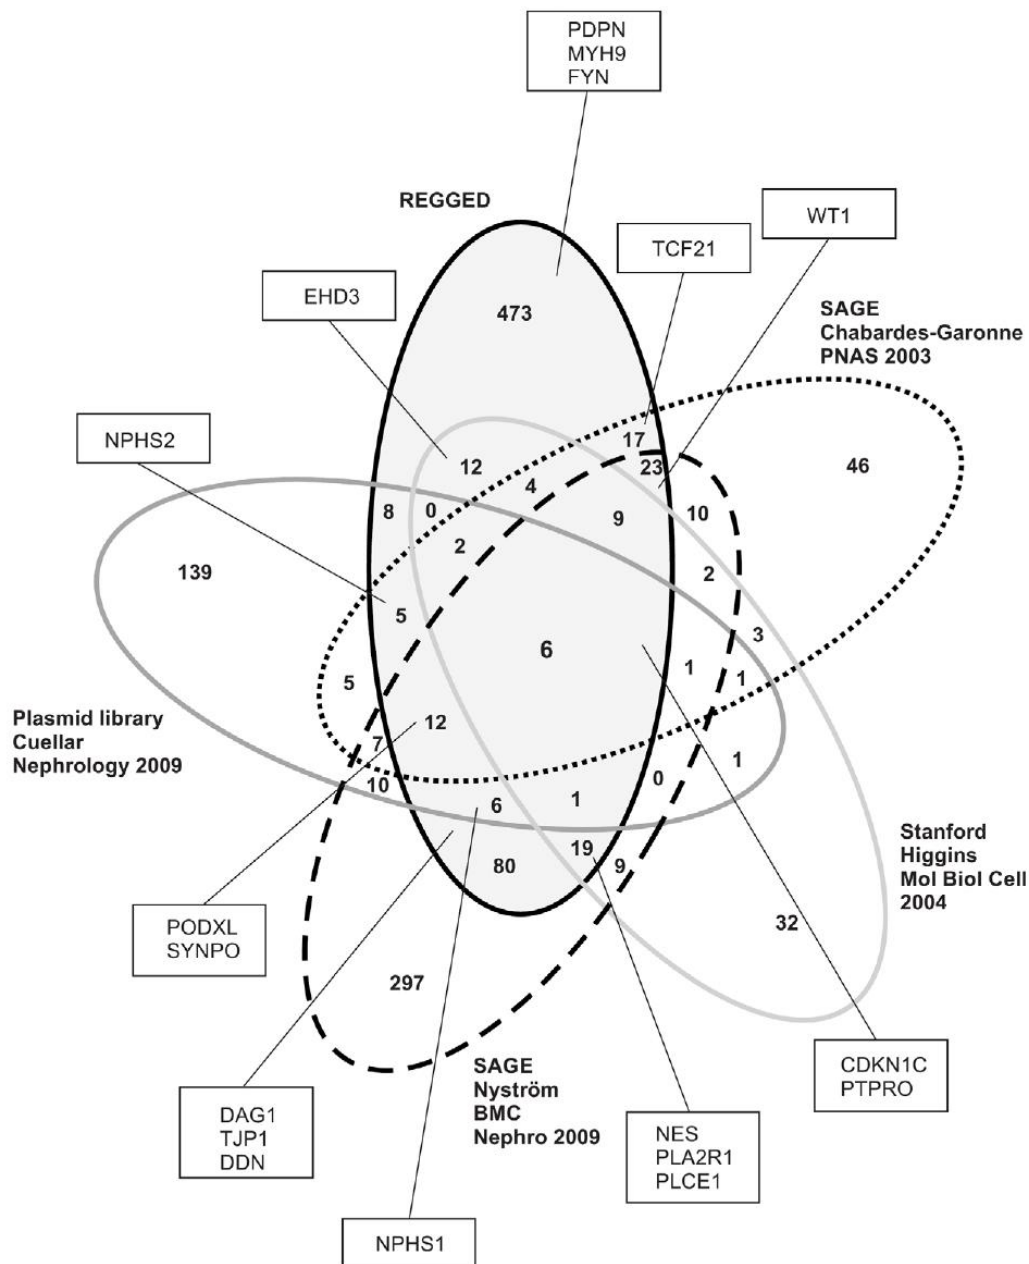 PDPN
MYH9
FYN
REGGED
WT1
TCF21
EHD3
473
SAGE
Chabardes-Garonne
PNAS 2003
NPHS2
17
46
12
23
4
8
0
9
10
2
139
2
5
3
6
1
1
5
Plasmid library
Cuellar
Nephrology 2009
12
7
1
0
10
6
1
Stanford
Higgins
Mol Biol Cell
2004
19
80
9
32
PODXL
SYNPO
297
SAGE
Nyström
BMC
Nephro 2009
CDKN1C
PTPRO
DAG1
TJP1
DDN
NES
PLA2R1
PLCE1
NPHS1